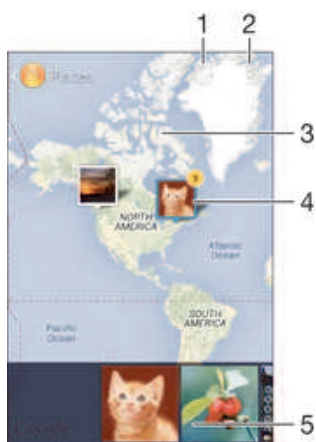 1 2
3
4
NORTH
AMERICA
Atlantic
Ocean
SOUTH
AMERICA
Pacific
Ocean
5